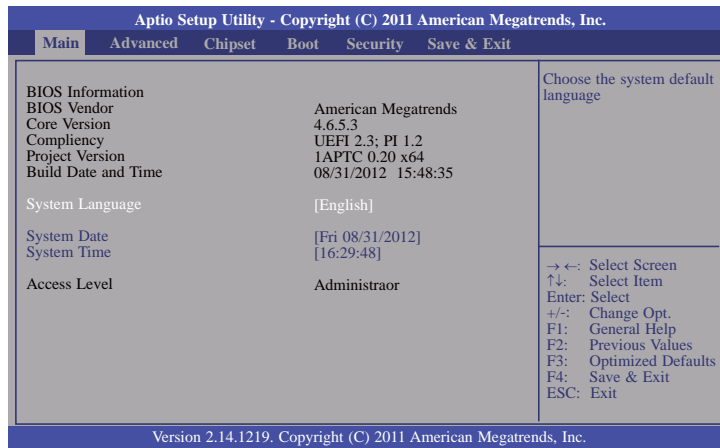 Aptio Setup Utility - Copyright (C) 2011 American Megatrends, Inc.
Main Advanced Chipset Boot Security Save & Exit
BIOS Information
BIOS Vendor American Megatrends
Core Version 4.6.5.3
Compliency UEFI 2.3; PI 1.2
Project Version 1APTC 0.20 x64
Build Date and Time 08/31/2012 15:48:35
System Language [English]
System Date [Fri 08/31/2012]
System Time [16:29:48]
Access Level Administraor
Choose the system default
language
→←: Select Screen
↑↓: Select Item
Enter: Select
+/-: Change Opt.
F1: General Help
F2: Previous Values
F3: Optimized Defaults
F4: Save & Exit
ESC: Exit
Version 2.14.1219. Copyright (C) 2011 American Megatrends, Inc.